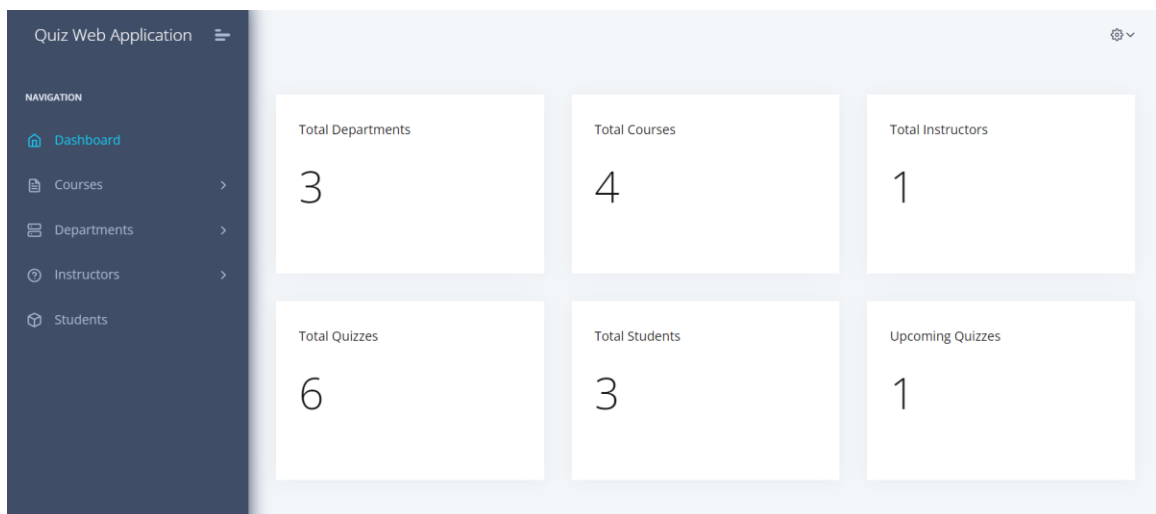 Quiz Web Application
NAVIGATION
Dashboard
Courses
Departments
Instructors
Students
Total Departments
3
Total Courses
4
Total Instructors
1
Total Quizzes
6
Total Students
3
Upcoming Quizzes
1